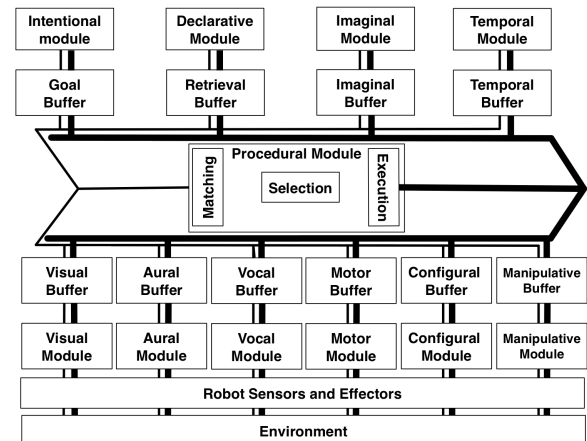 Intentional
module
Declarative
Module
Imaginal
Module
Temporal
Module
Goal
Buffer
Retrieval
Buffer
Imaginal
Buffer
Temporal
Buffer
Procedural Module
Matching
Selection
Execution
Visual
Buffer
Aural
Buffer
Vocal
Buffer
Motor
Buffer
Configural
Buffer
Manipulative
Buffer
Visual
Module
Aural
Module
Vocal
Module
Motor
Module
Configural
Module
Manipulative
Module
Robot Sensors and Effectors
Environment